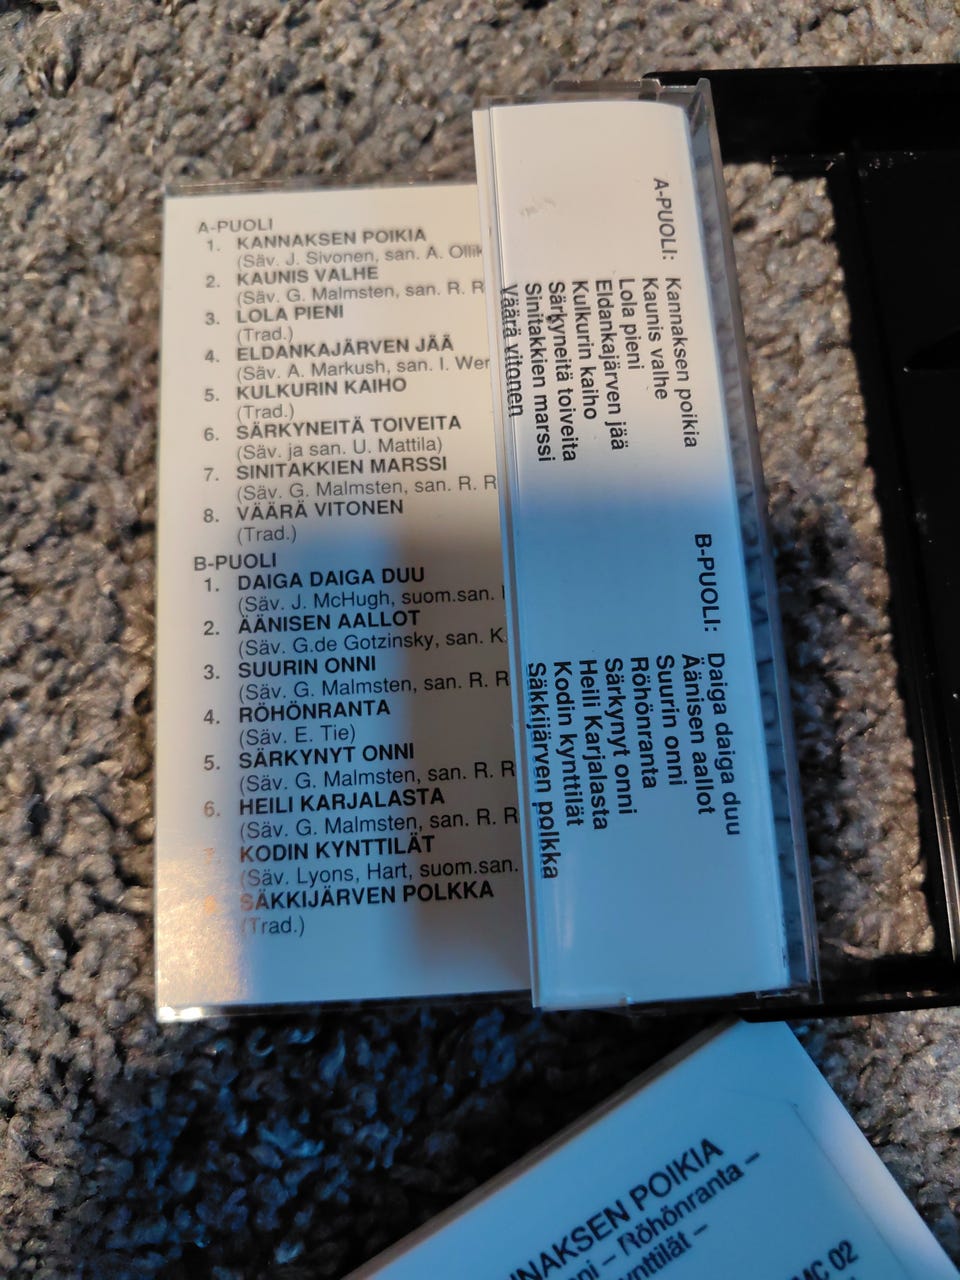 A-PUOLI
1. KANNAKSEN POIKIA
(Säv. J. Sivonen, san. A. Ollik
2. KAUNIS VALHE
(Säv. G. Malmsten, san. R. R
3. LOLA PIENI
(Trad.)
4. ELDANKAJÄRVEN JÄÄ
(Säv. A. Markush, san. I. Wer
5. KULKURIN KAIHO
(Trad.)
6. SÄRKYNEITÄ TOIVEITA
(Säv. ja san. U. Mattila)
7. SINITAKKIEN MARSSI
(Säv. G. Malmsten, san. R. R
8. VÄÄRÄ VITONEN
(Trad.)
B-PUOLI
1. DAIGA DAIGA DUU
(Säv. J. McHugh, suom.san.
2. ÄÄNISEN AALLOT
(Säv. G.de Gotzinsky, san. K.
3. SUURIN ONNI
(Säv. G. Malmsten, san. R. R
4. RÖHÖNRANTA
(Säv. E. Tie)
5. SÄRKYNYT ONNI
(Säv. G. Malmsten, san. R. R
6. HEILI KARJALASTA
(Säv. G. Malmsten, san. R. R
7. KODIN KYNTTILÄT
(Säv. Lyons, Hart, suom.san.
SÄKKIJÄRVEN POLKKA
(Trad.)
A-PUOLI: Kannaksen poikia
Kaunis valhe
Lola pieni
Eldankajärven jää
Kulkurin kaiho
Särkyneitä toiveita
Sinitakkien marssi
Väärä vitonen
B-PUOLI: Daiga daiga duu
Äänisen aallot
Suurin onni
Röhönranta
Särkynyt onni
Heili Karjalasta
Kodin kynttilät
Säkkijärven polkka
NNAKSEN POIKIA
ni – Röhönranta –
ynttilät –
MC 02